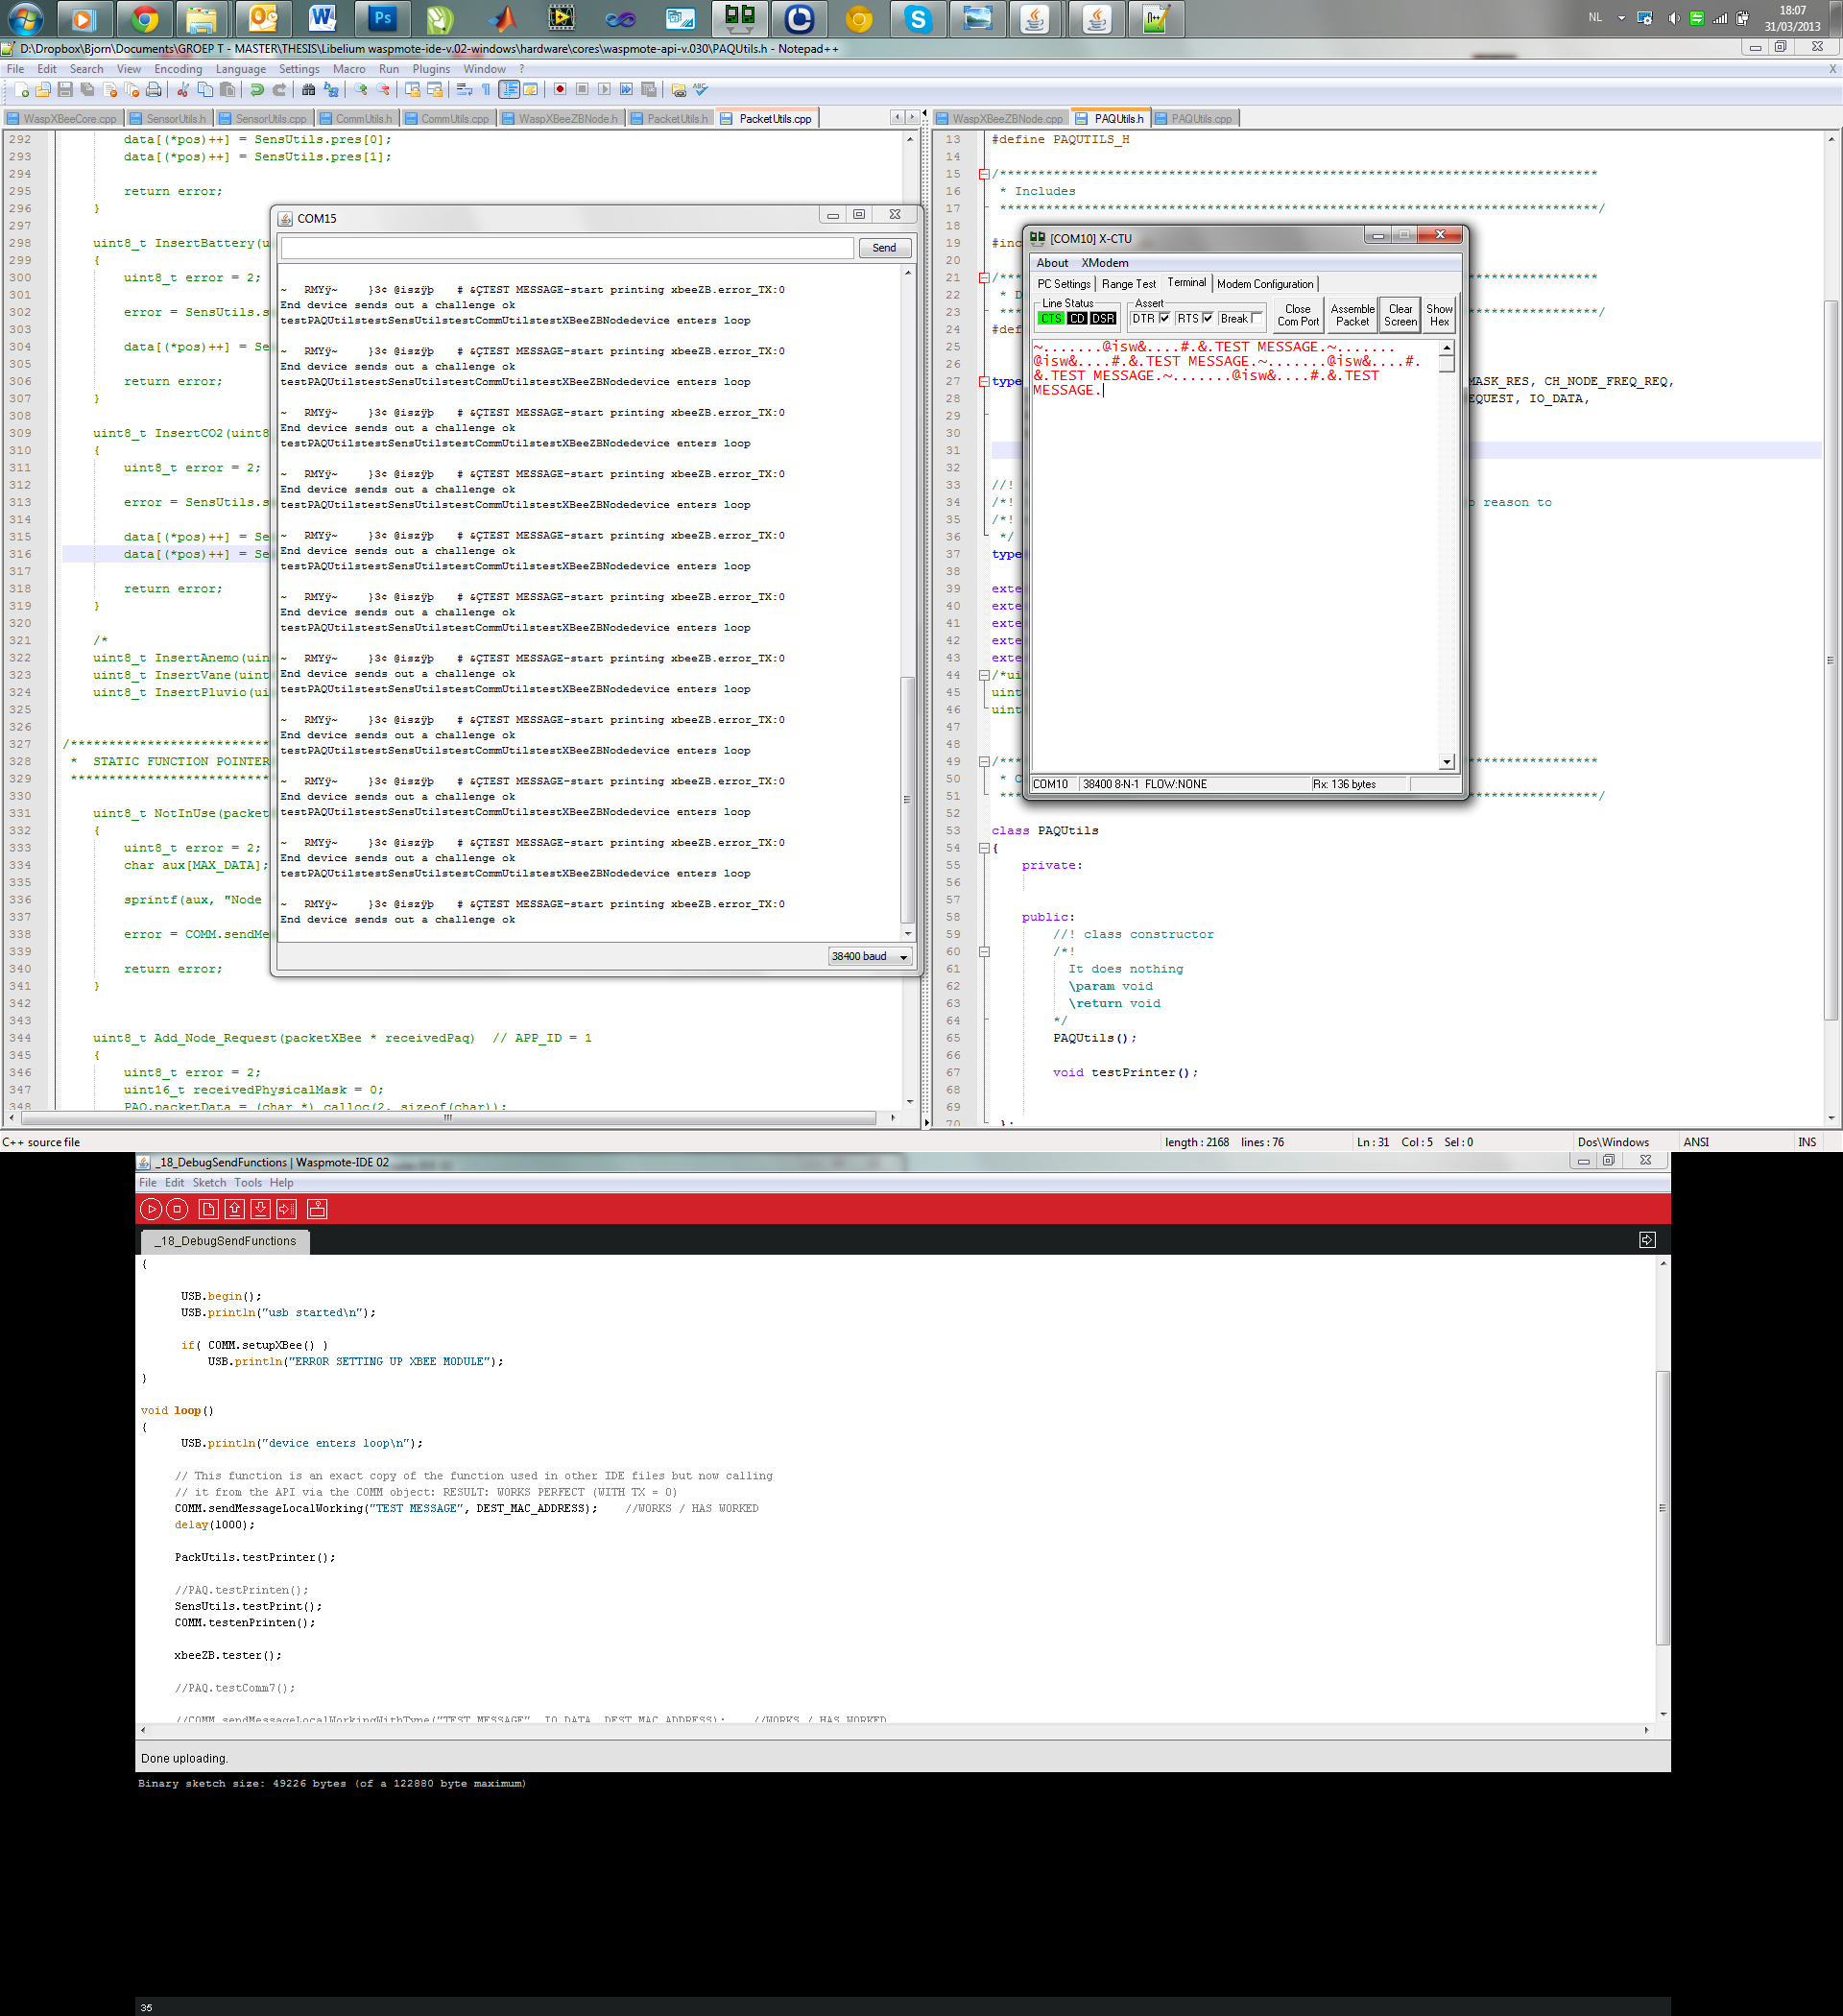 NL
18:07
31/03/2013
D:\Dropbox\Bjorn\Documents\GROEP T - MASTER\THESIS\Libelium waspmote-ide-v.02-windows\hardware\cores\waspmote-api-v.030\PAQUtils.h - Notepad++
File Edit Search View Encoding Language Settings Macro Run Plugins Window ?
WaspXBeeCore.cpp SensorUtils.h SensorUtils.cpp CommUtils.h CommUtils.cpp WaspXBeeZBNode.h PacketUtils.h PacketUtils.cpp
292 data[(*pos)++] = SensUtils.pres[0];
293 data[(*pos)++] = SensUtils.pres[1];
294
295 return error;
296 }
297
298 uint8_t InsertBattery(u
299 {
300 uint8_t error = 2;
301
302 error = SensUtils.s
303
304 data[(*pos)++] = Se
305
306 return error;
307 }
308
309 uint8_t InsertCO2(uint8
310 {
311 uint8_t error = 2;
312
313 error = SensUtils.s
314
315 data[(*pos)++] = Se
316 data[(*pos)++] = Se
317
318 return error;
319 }
320
321 /*
322 uint8_t InsertAnemo(uin
323 uint8_t InsertVane(uint
324 uint8_t InsertPluvio(ui
325
326
327 /***************************
328 * STATIC FUNCTION POINTER
329 ***************************
330
331 uint8_t NotInUse(packet
332 {
333 uint8_t error = 2;
334 char aux[MAX_DATA];
335
336 sprintf(aux, "Node
337
338 error = COMM.sendMe
339
340 return error;
341 }
342
343
344 uint8_t Add_Node_Request(packetXBee * receivedPaq) // APP_ID = 1
345 {
346 uint8_t error = 2;
347 uint16_t receivedPhysicalMask = 0;
348 PAQ.packetData = (char *) calloc(2, sizeof(char));
COM15
Send
~ RMYÿ~ }3¢ @iszÿþ # &ÇTEST MESSAGE-start printing xbeeZB.error_TX:0
End device sends out a challenge ok
testPAQUtilstestSensUtilstestCommUtilstestXBeeZBNodedevice enters loop
~ RMYÿ~ }3¢ @iszÿþ # &ÇTEST MESSAGE-start printing xbeeZB.error_TX:0
End device sends out a challenge ok
testPAQUtilstestSensUtilstestCommUtilstestXBeeZBNodedevice enters loop
~ RMYÿ~ }3¢ @iszÿþ # &ÇTEST MESSAGE-start printing xbeeZB.error_TX:0
End device sends out a challenge ok
testPAQUtilstestSensUtilstestCommUtilstestXBeeZBNodedevice enters loop
~ RMYÿ~ }3¢ @iszÿþ # &ÇTEST MESSAGE-start printing xbeeZB.error_TX:0
End device sends out a challenge ok
testPAQUtilstestSensUtilstestCommUtilstestXBeeZBNodedevice enters loop
~ RMYÿ~ }3¢ @iszÿþ # &ÇTEST MESSAGE-start printing xbeeZB.error_TX:0
End device sends out a challenge ok
testPAQUtilstestSensUtilstestCommUtilstestXBeeZBNodedevice enters loop
~ RMYÿ~ }3¢ @iszÿþ # &ÇTEST MESSAGE-start printing xbeeZB.error_TX:0
End device sends out a challenge ok
testPAQUtilstestSensUtilstestCommUtilstestXBeeZBNodedevice enters loop
~ RMYÿ~ }3¢ @iszÿþ # &ÇTEST MESSAGE-start printing xbeeZB.error_TX:0
End device sends out a challenge ok
testPAQUtilstestSensUtilstestCommUtilstestXBeeZBNodedevice enters loop
~ RMYÿ~ }3¢ @iszÿþ # &ÇTEST MESSAGE-start printing xbeeZB.error_TX:0
End device sends out a challenge ok
testPAQUtilstestSensUtilstestCommUtilstestXBeeZBNodedevice enters loop
~ RMYÿ~ }3¢ @iszÿþ # &ÇTEST MESSAGE-start printing xbeeZB.error_TX:0
End device sends out a challenge ok
testPAQUtilstestSensUtilstestCommUtilstestXBeeZBNodedevice enters loop
~ RMYÿ~ }3¢ @iszÿþ # &ÇTEST MESSAGE-start printing xbeeZB.error_TX:0
End device sends out a challenge ok
testPAQUtilstestSensUtilstestCommUtilstestXBeeZBNodedevice enters loop
~ RMYÿ~ }3¢ @iszÿþ # &ÇTEST MESSAGE-start printing xbeeZB.error_TX:0
End device sends out a challenge ok
38400 baud
WaspXBeeZBNode.cpp PAQUtils.h PAQUtils.cpp
13 #define PAQUTILS_H
14
15 /******************************************************************************
16 * Includes
17 ******************************************************************************/
18
19 #inc
20
21 /***
22 * D
23 ***
24 #def
25
26
27 type MASK_RES, CH_NODE_FREQ_REQ,
28 EQUEST, IO_DATA,
29
30
31
32
33 //!
34 /*! o reason to
35 /*!
36 */
37 type
38
39 exte
40 exte
41 exte
42 exte
43 exte
44 /*ui
45 uint
46 uint
47
48
49 /***
50 * C
51 ***
52
53 class PAQUtils
54 {
55 private:
56
57
58 public:
59 //! class constructor
60 /*!
61 It does nothing
62 \param void
63 \return void
64 */
65 PAQUtils();
66
67 void testPrinter();
68
69
70 };
[COM10] X-CTU
About XModem
PC Settings Range Test Terminal Modem Configuration
Line Status
CTS CD DSR
Assert
DTR RTS Break
Close Com Port
Assemble Packet
Clear Screen
Show Hex
~.......@isw&....#.&.TEST MESSAGE.~.......
@isw&....#.&.TEST MESSAGE.~.......@isw&....#.
&.TEST MESSAGE.~.......@isw&....#.&.TEST
MESSAGE.
COM10 38400 8-N-1 FLOW:NONE Rx: 136 bytes
C++ source file length : 2168 lines : 76 Ln : 31 Col : 5 Sel : 0 Dos\Windows ANSI INS
_18_DebugSendFunctions | Waspmote-IDE 02
File Edit Sketch Tools Help
_18_DebugSendFunctions
{
USB.begin();
USB.println("usb started\n");
if( COMM.setupXBee() )
USB.println("ERROR SETTING UP XBEE MODULE");
}
void loop()
{
USB.println("device enters loop\n");
// This function is an exact copy of the function used in other IDE files but now calling
// it from the API via the COMM object: RESULT: WORKS PERFECT (WITH TX = 0)
COMM.sendMessageLocalWorking("TEST MESSAGE", DEST_MAC_ADDRESS); //WORKS / HAS WORKED
delay(1000);
PackUtils.testPrinter();
//PAQ.testPrinten();
SensUtils.testPrint();
COMM.testenPrinten();
xbeeZB.tester();
//PAQ.testComm7();
//COMM.sendMessageLocalWorkingWithType("TEST MESSAGE", IO_DATA, DEST_MAC_ADDRESS); //WORKS / HAS WORKED
Done uploading.
Binary sketch size: 49226 bytes (of a 122880 byte maximum)
35